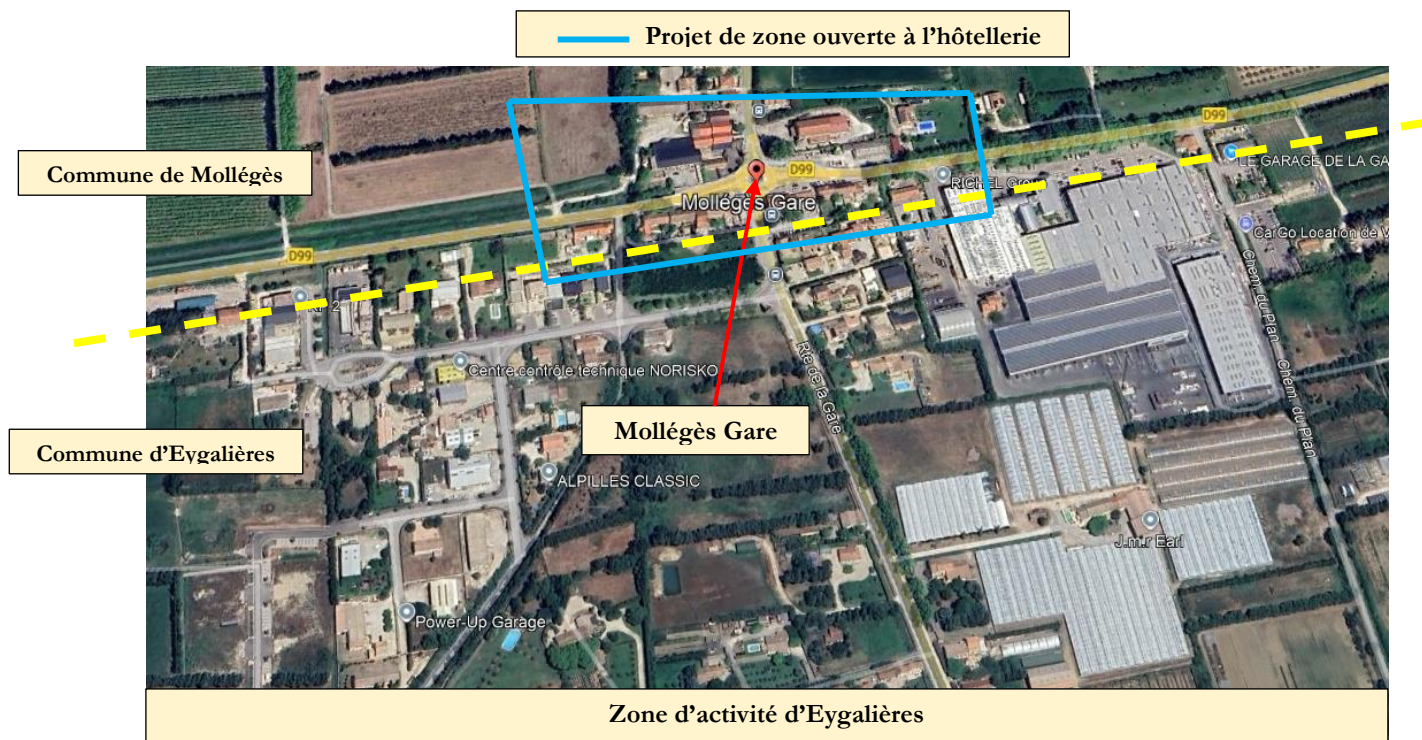 Projet de zone ouverte à l’hôtellerie
D99
LE GARAGE DE LA GA
Commune de Mollégès
D99
RICHEL Grou
Mollégès Gare
CarGo Location de V
D99
Chem. du Plan
Chem. du Plan
Centre contrôle technique NORISKO
Rte de la Gare
Mollégès Gare
Commune d’Eygalières
ALPILLES CLASSIC
J.m.r Earl
Power-Up Garage
Zone d’activité d’Eygalières